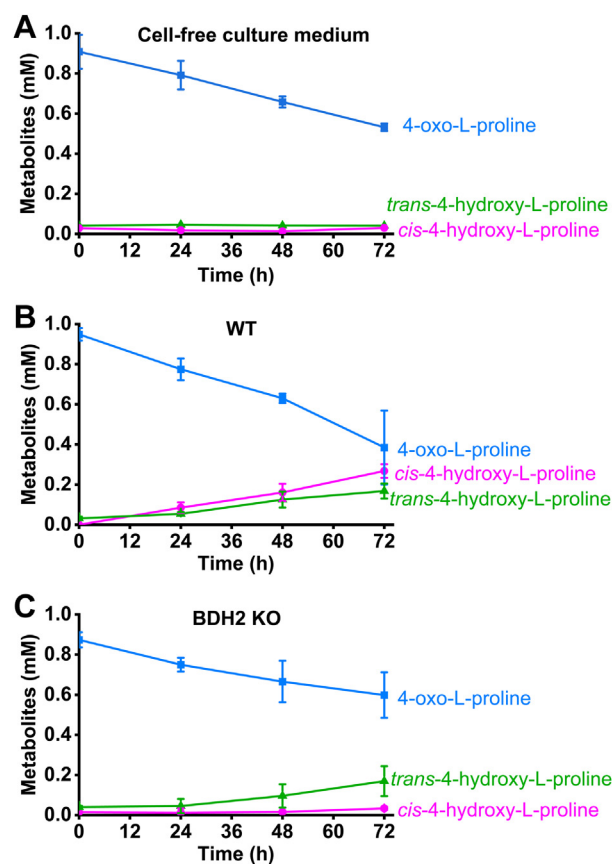 A
Cell-free culture medium
Metabolites (mM)
1.0
0.8
0.6
0.4
0.2
0.0
4-oxo-L-proline
trans-4-hydroxy-L-proline
cis-4-hydroxy-L-proline
0 12 24 36 48 60 72
Time (h)
B
WT
Metabolites (mM)
1.0
0.8
0.6
0.4
0.2
0.0
4-oxo-L-proline
cis-4-hydroxy-L-proline
trans-4-hydroxy-L-proline
0 12 24 36 48 60 72
Time (h)
C
BDH2 KO
Metabolites (mM)
1.0
0.8
0.6
0.4
0.2
0.0
4-oxo-L-proline
trans-4-hydroxy-L-proline
cis-4-hydroxy-L-proline
0 12 24 36 48 60 72
Time (h)